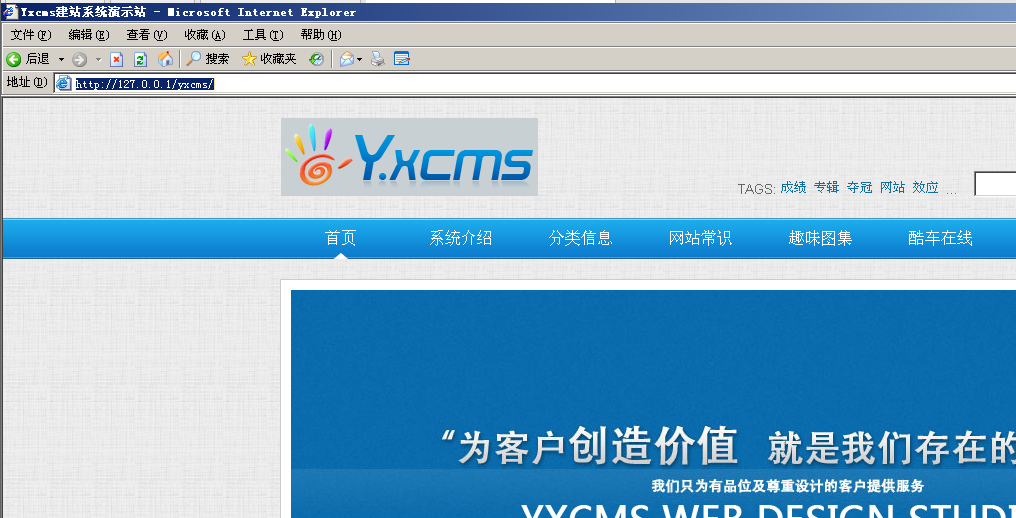 Yxcms建站系统演示站 - Microsoft Internet Explorer
文件(F) 编辑(E) 查看(V) 收藏(A) 工具(T) 帮助(H)
后退 搜索 收藏夹
地址(D) http://127.0.0.1/yxcms/
Y.xcms
TAGS: 成绩 专辑 夺冠 网站 效应 ...
首页 系统介绍 分类信息 网站常识 趣味图集 酷车在线
“为客户创造价值 就是我们存在的
我们只为有品位及尊重设计的客户提供服务
YXCMS WEB DESIGN STUDI